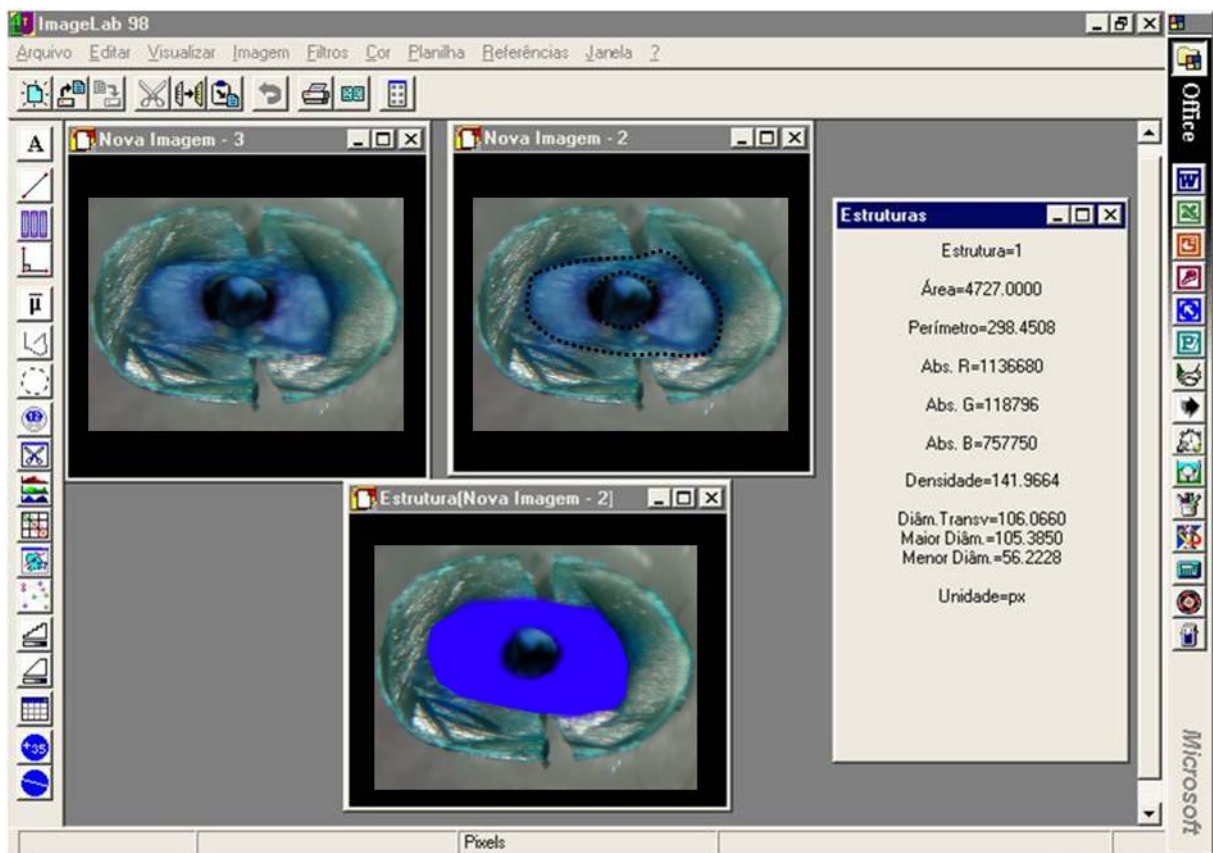 ImageLab 98
Arquivo Editar Visualizar Imagem Filtros Cor Planilha Referências Janela ?
Office
A
Nova Imagem - 3
Nova Imagem - 2
μ
Estruturas
Estrutura=1
Área=4727.0000
Perímetro=298.4508
Abs. R=1136680
Abs. G=118796
Abs. B=757750
Densidade=141.9664
Diâm.Transv=106.0660
Maior Diâm.=105.3850
Menor Diâm.=56.2228
Unidade=px
Estrutura[Nova Imagem - 2]
+35
Microsoft
Pixels